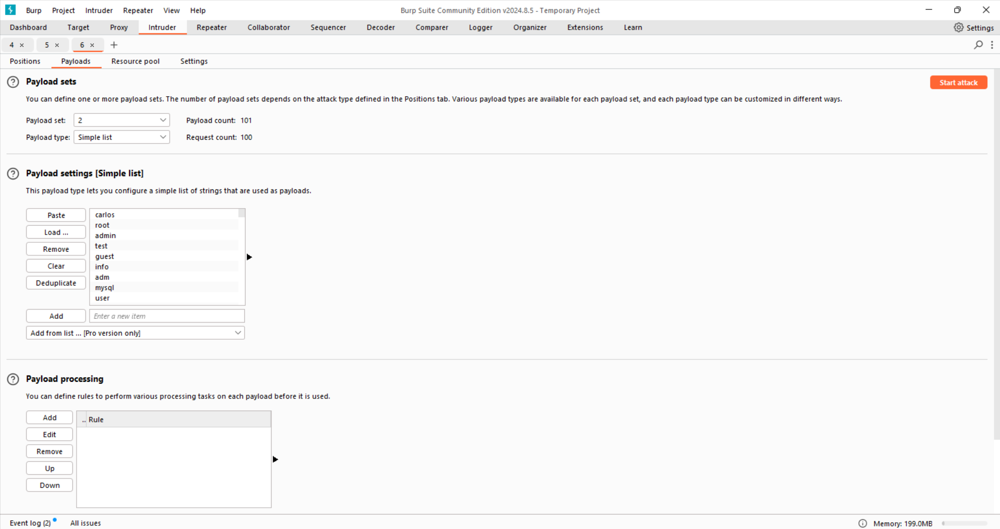 Burp Project Intruder Repeater View Help Burp Suite Community Edition v2024.8.5 - Temporary Project
Dashboard Target Proxy Intruder Repeater Collaborator Sequencer Decoder Comparer Logger Organizer Extensions Learn Settings
4 × 5 × 6 × +
Positions Payloads Resource pool Settings
? Payload sets Start attack
You can define one or more payload sets. The number of payload sets depends on the attack type defined in the Positions tab. Various payload types are available for each payload set, and each payload type can be customized in different ways.
Payload set: 2 Payload count: 101
Payload type: Simple list Request count: 100
? Payload settings [Simple list]
This payload type lets you configure a simple list of strings that are used as payloads.
Paste
Load ...
Remove
Clear
Deduplicate
carlos
root
admin
test
guest
info
adm
mysql
user
Add Enter a new item
Add from list ... [Pro version only]
? Payload processing
You can define rules to perform various processing tasks on each payload before it is used.
Add
Edit
Remove
Up
Down
.. Rule
Event log (2) All issues Memory: 199.0MB